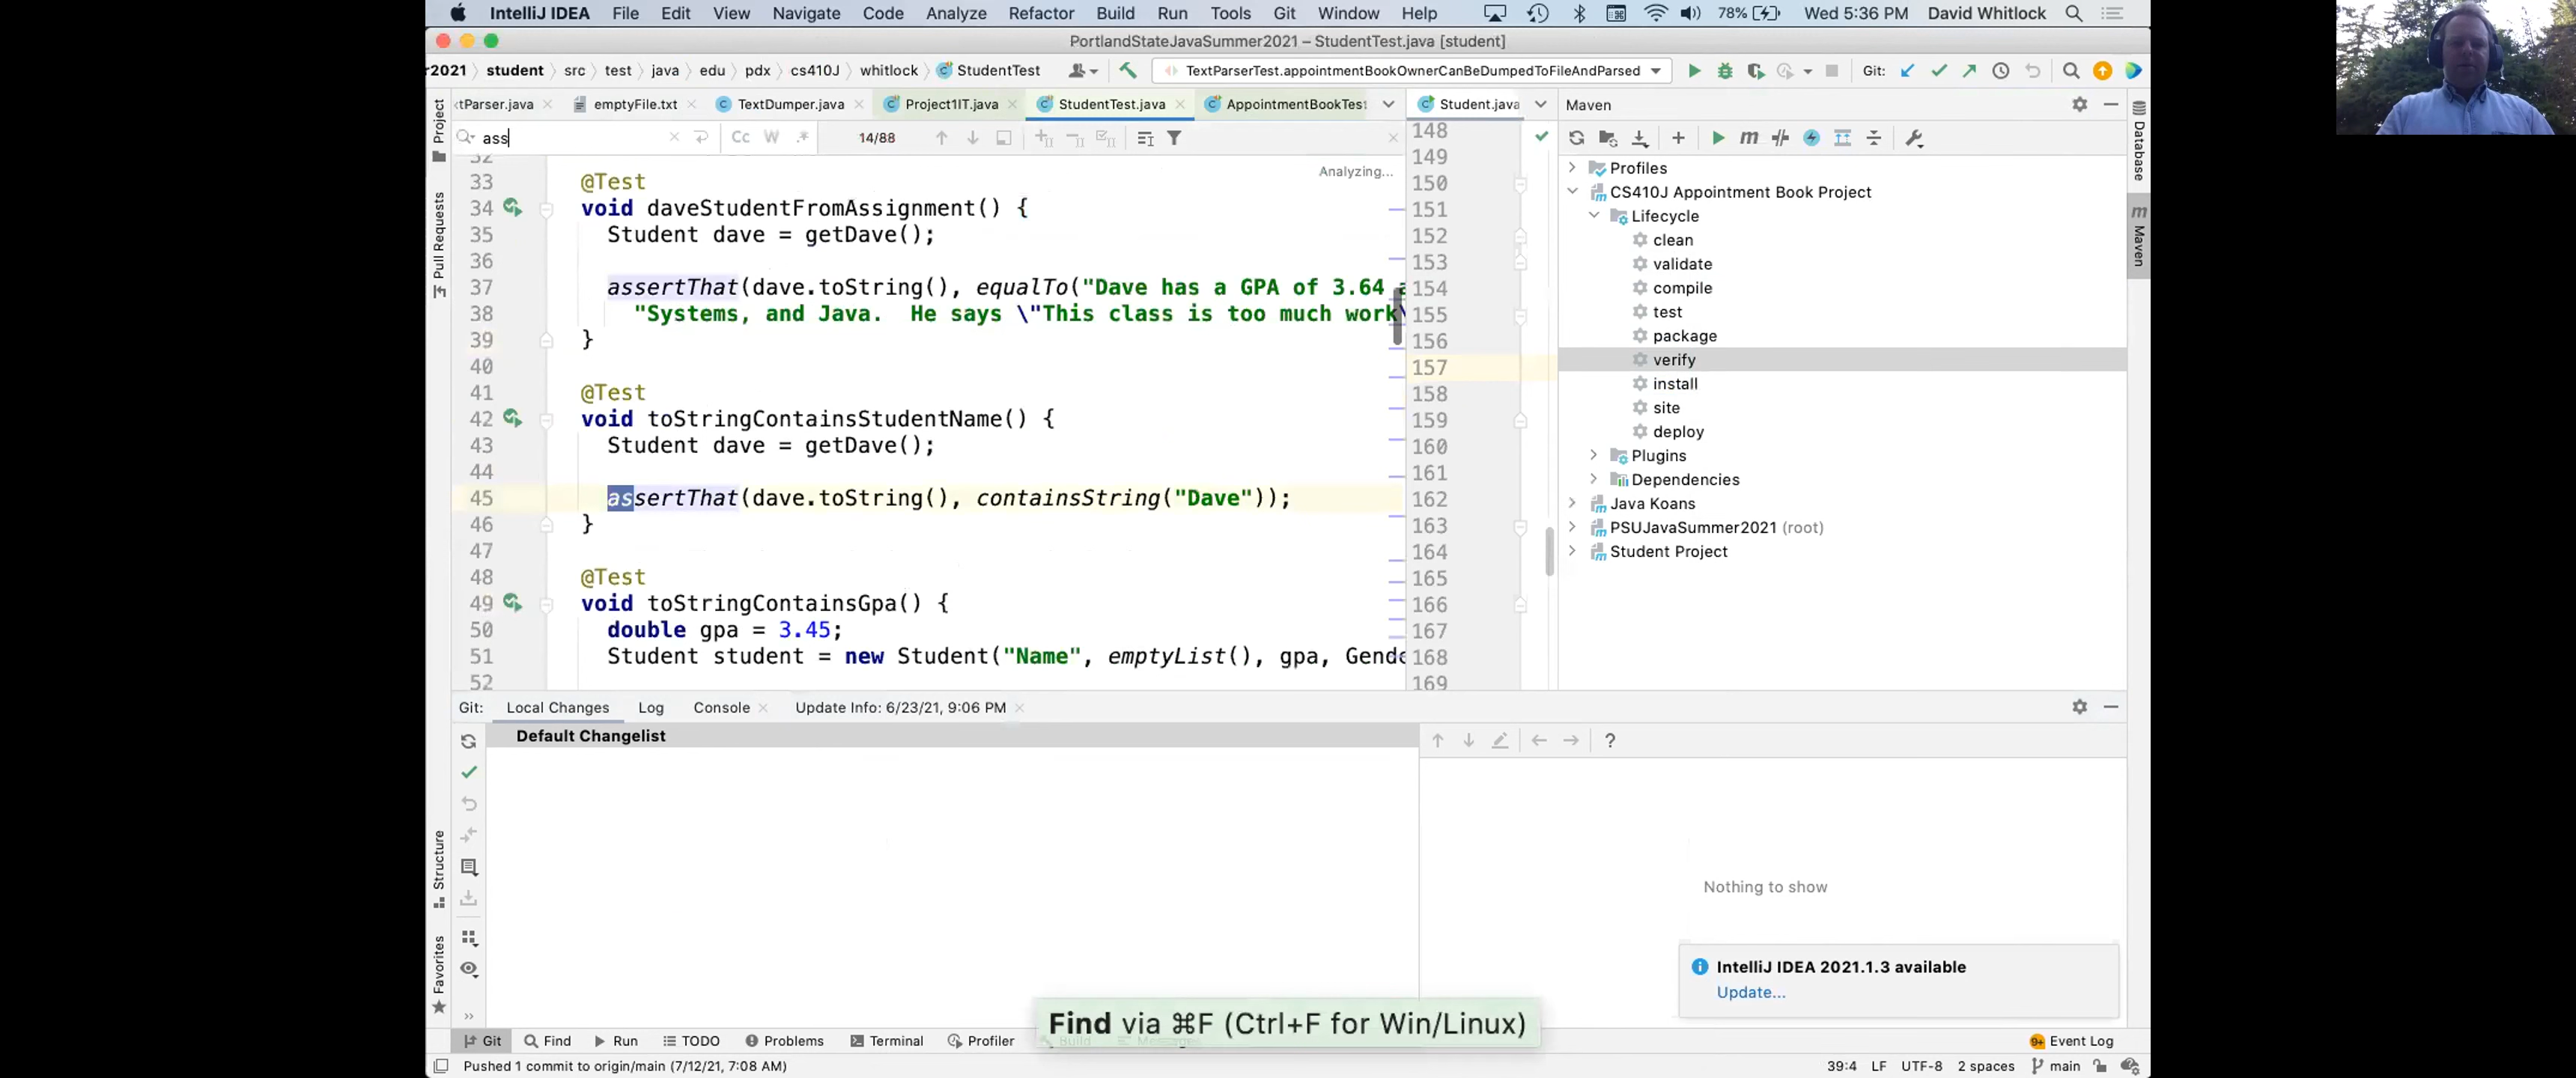 IntelliJ IDEA File Edit View Navigate Code Analyze Refactor Build Run Tools Git Window Help 78% Wed 5:36 PM David Whitlock
PortlandStateJavaSummer2021 – StudentTest.java [student]
r2021 student src test java edu pdx cs410J whitlock StudentTest TextParserTest.appointmentBookOwnerCanBeDumpedToFileAndParsed Git:
tParser.java emptyFile.txt TextDumper.java Project1IT.java StudentTest.java AppointmentBookTest Student.java Maven
ass Cc W .* 14/88
Analyzing...
32
33 @Test
34 void daveStudentFromAssignment() {
35 Student dave = getDave();
36
37 assertThat(dave.toString(), equalTo("Dave has a GPA of 3.64 a
38 "Systems, and Java.  He says \"This class is too much work\
39 }
40
41 @Test
42 void toStringContainsStudentName() {
43 Student dave = getDave();
44
45 assertThat(dave.toString(), containsString("Dave"));
46 }
47
48 @Test
49 void toStringContainsGpa() {
50 double gpa = 3.45;
51 Student student = new Student("Name", emptyList(), gpa, Gende
52
148
149
150
151
152
153
154
155
156
157
158
159
160
161
162
163
164
165
166
167
168
169
Profiles
CS410J Appointment Book Project
Lifecycle
clean
validate
compile
test
package
verify
install
site
deploy
Plugins
Dependencies
Java Koans
PSUJavaSummer2021 (root)
Student Project
Project
Pull Requests
Structure
Favorites
Database
m
Maven
Git: Local Changes Log Console Update Info: 6/23/21, 9:06 PM
Default Changelist
?
Nothing to show
IntelliJ IDEA 2021.1.3 available
Update...
Find via ⌘F (Ctrl+F for Win/Linux)
Git Find Run TODO Problems Terminal Profiler Build Messages Event Log
Pushed 1 commit to origin/main (7/12/21, 7:08 AM) 39:4 LF UTF-8 2 spaces main